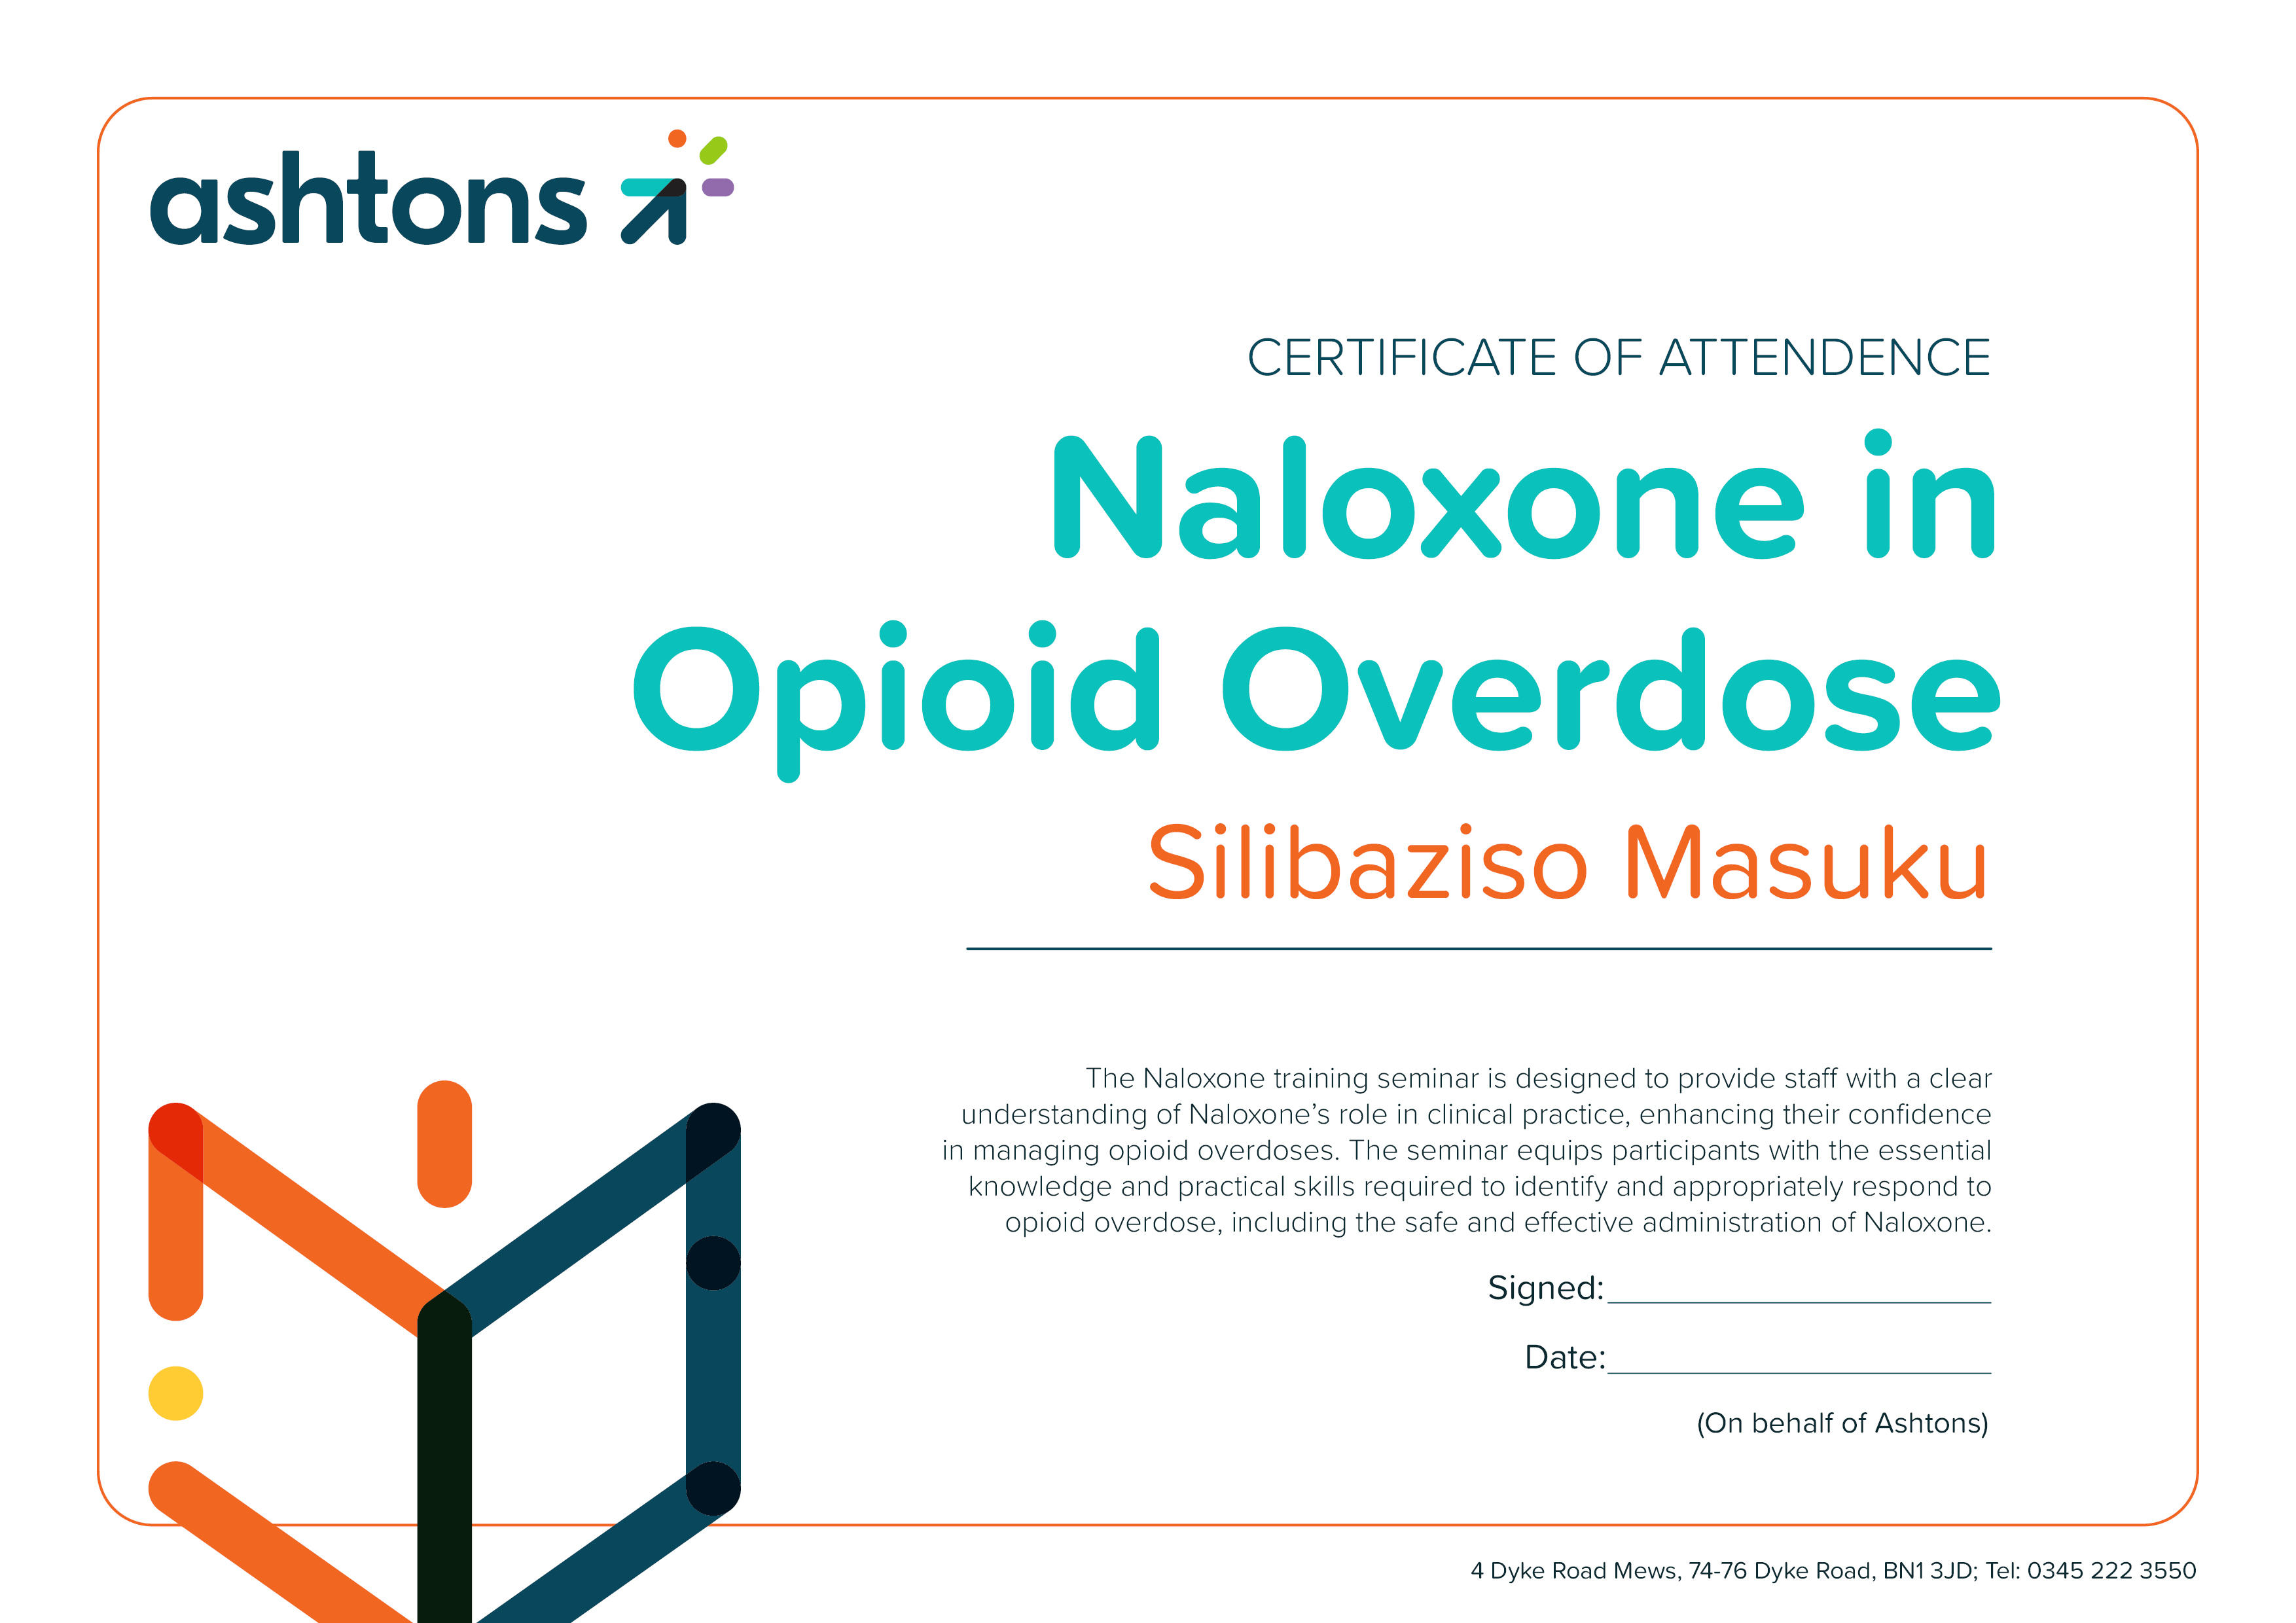 ashtons
CERTIFICATE OF ATTENDENCE
Naloxone in
Opioid Overdose
Silibaziso Masuku
The Naloxone training seminar is designed to provide staff with a clear
understanding of Naloxone’s role in clinical practice, enhancing their confidence
in managing opioid overdoses. The seminar equips participants with the essential
knowledge and practical skills required to identify and appropriately respond to
opioid overdose, including the safe and effective administration of Naloxone.
Signed:
Date:
(On behalf of Ashtons)
4 Dyke Road Mews, 74-76 Dyke Road, BN1 3JD; Tel: 0345 222 3550